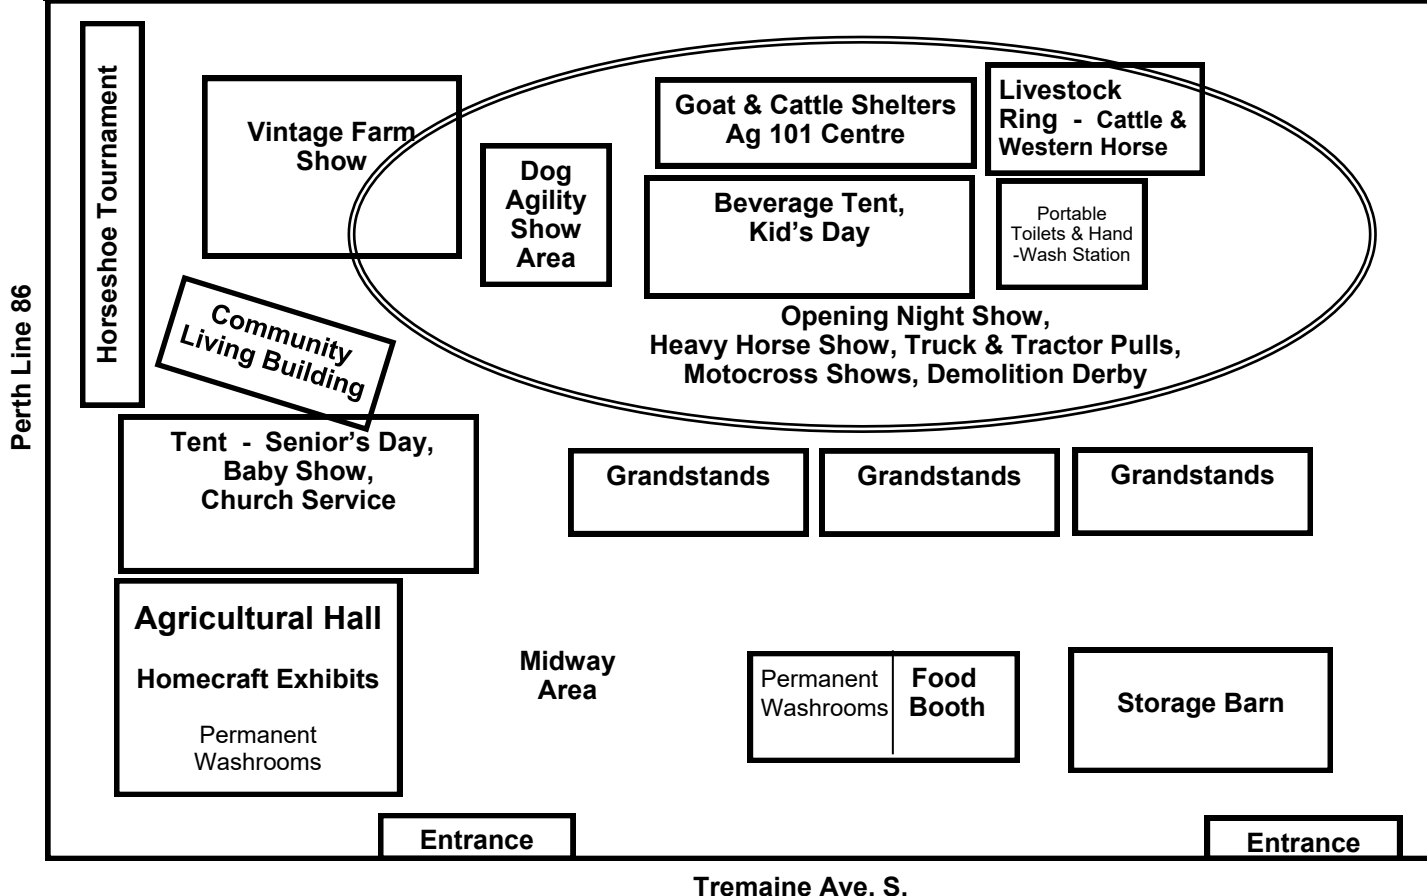 Horseshoe Tournament
Vintage Farm
Show
Dog
Agility
Show
Area
Goat & Cattle Shelters
Ag 101 Centre
Livestock
Ring - Cattle &
Western Horse
Beverage Tent,
Kid's Day
Portable
Toilets & Hand
-Wash Station
Opening Night Show,
Heavy Horse Show, Truck & Tractor Pulls,
Motocross Shows, Demolition Derby
Perth Line 86
Community
Living Building
Tent - Senior's Day,
Baby Show,
Church Service
Grandstands
Grandstands
Grandstands
Agricultural Hall
Homecraft Exhibits
Permanent
Washrooms
Midway
Area
Permanent
Washrooms
Food
Booth
Storage Barn
Entrance
Entrance
Tremaine Ave. S.